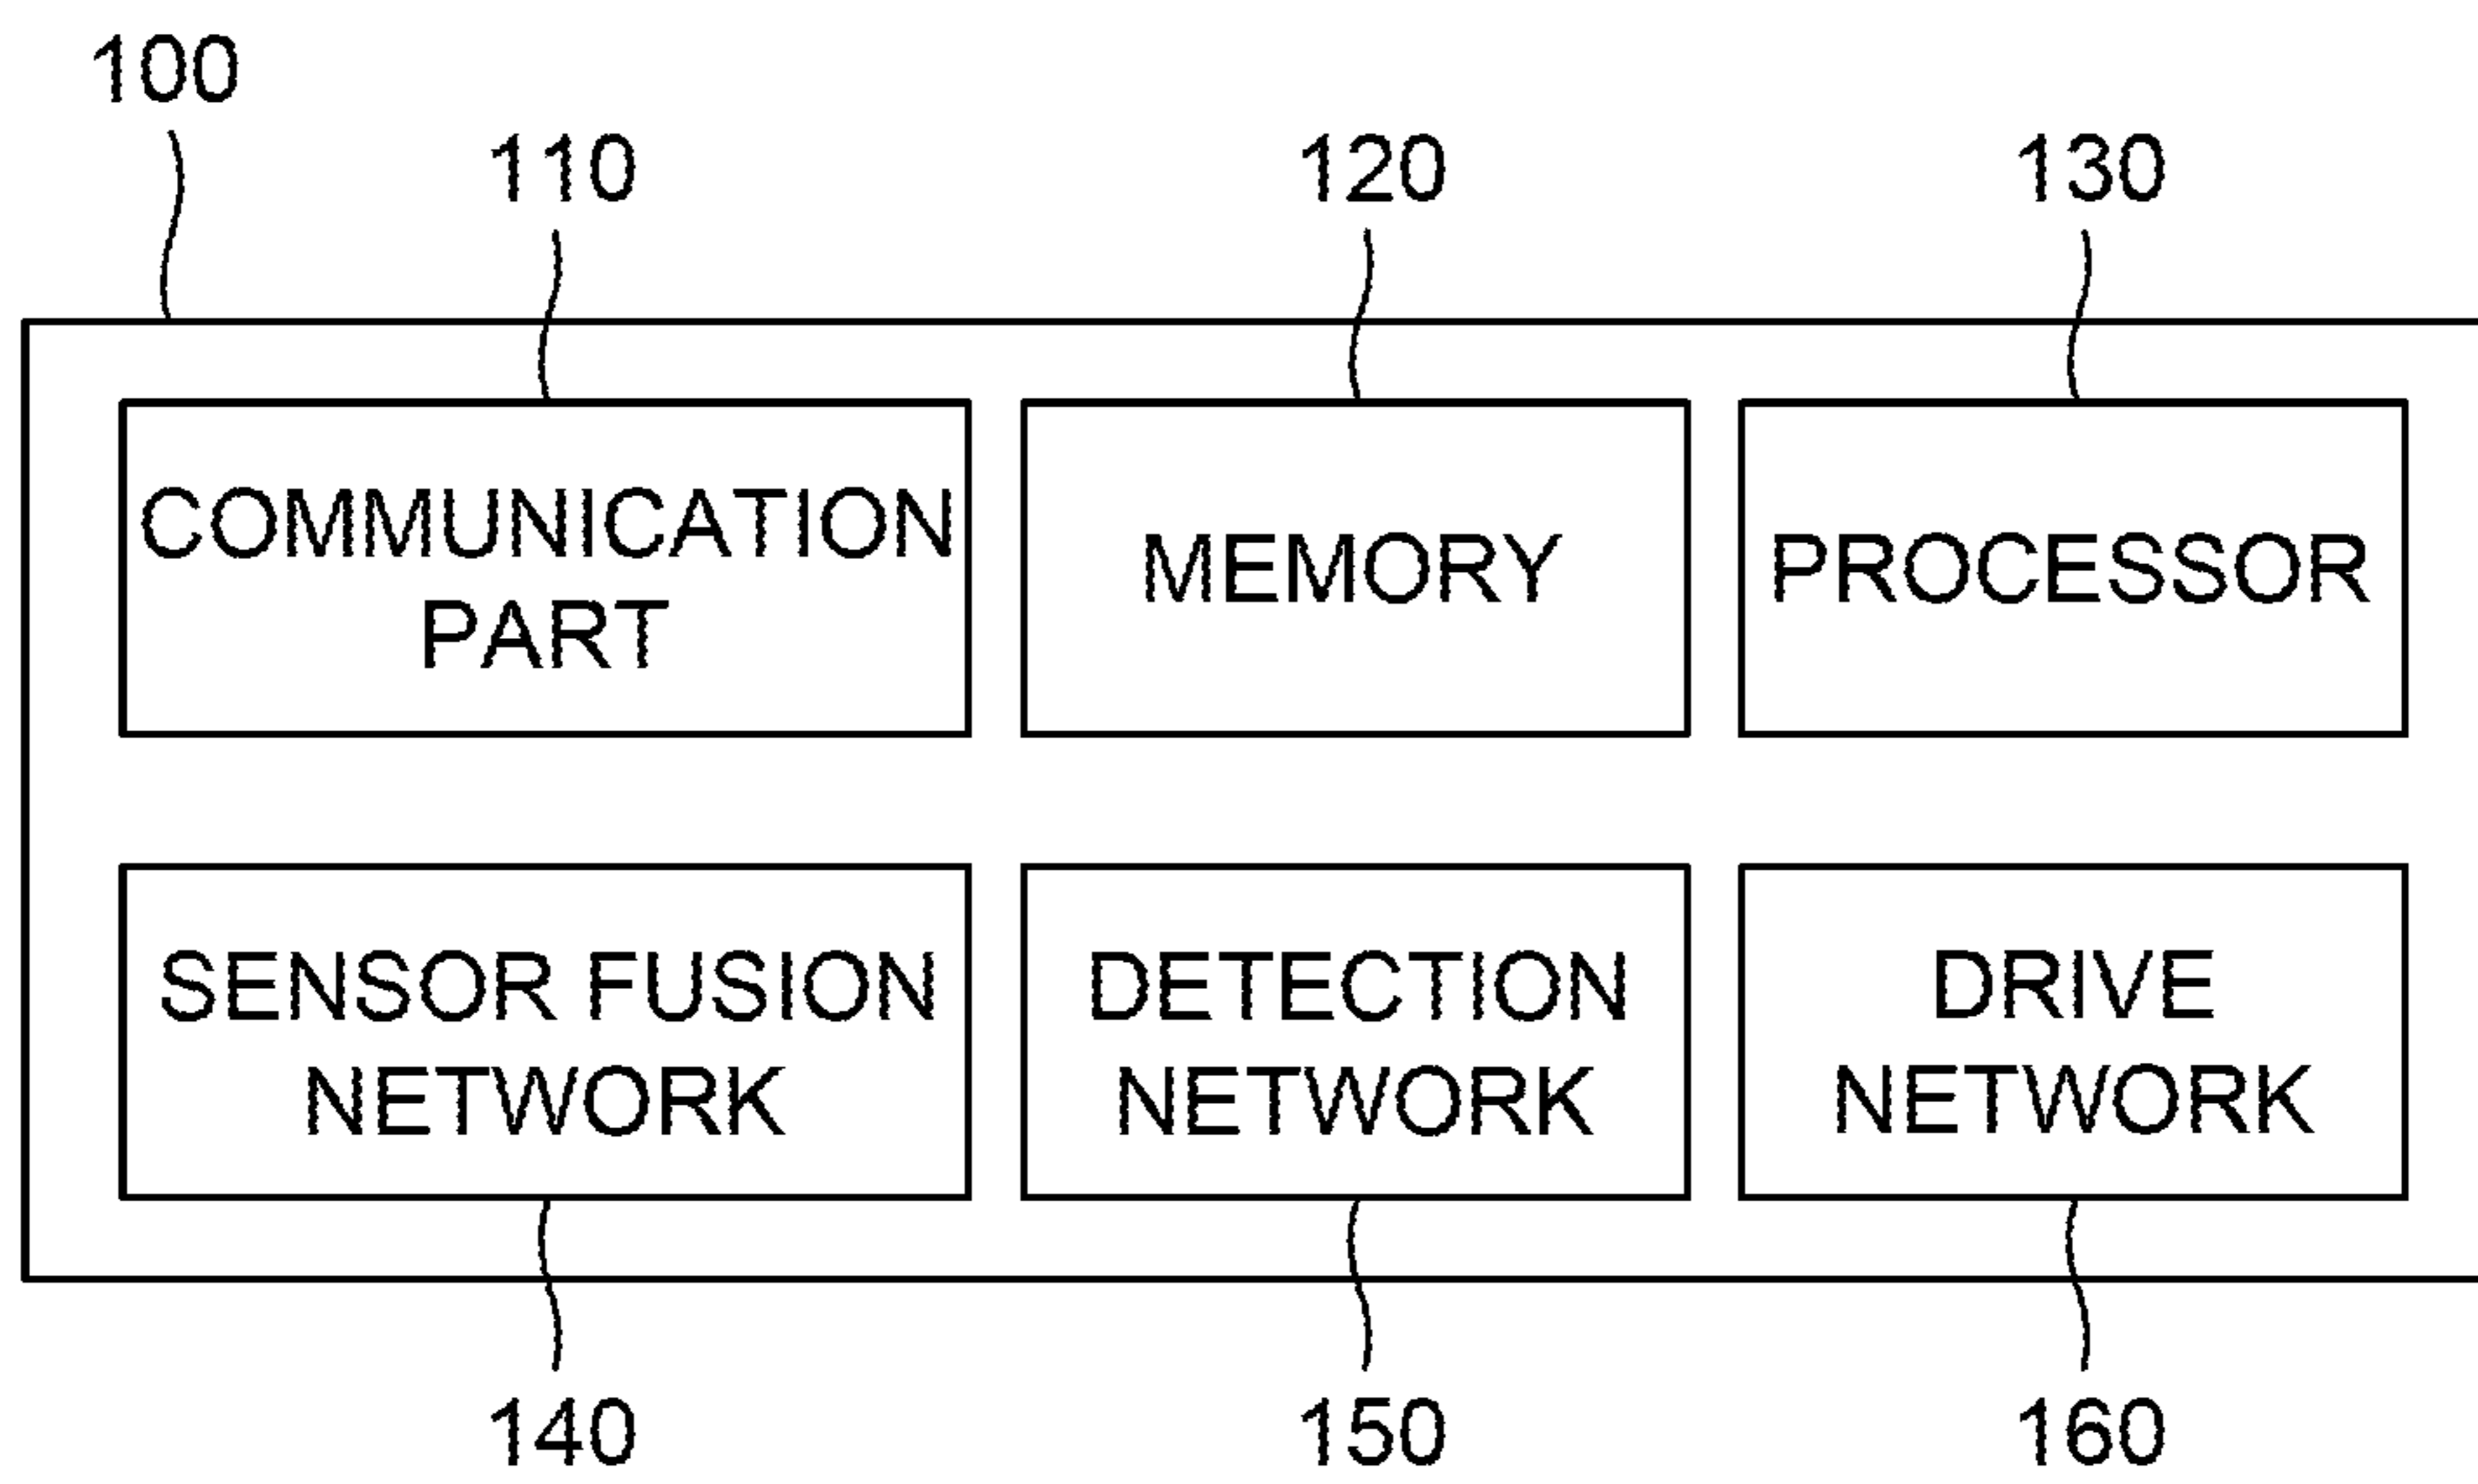 100
110
120
130
COMMUNICATION
PART
MEMORY
PROCESSOR
SENSOR FUSION
NETWORK
DETECTION
NETWORK
DRIVE
NETWORK
140
150
160